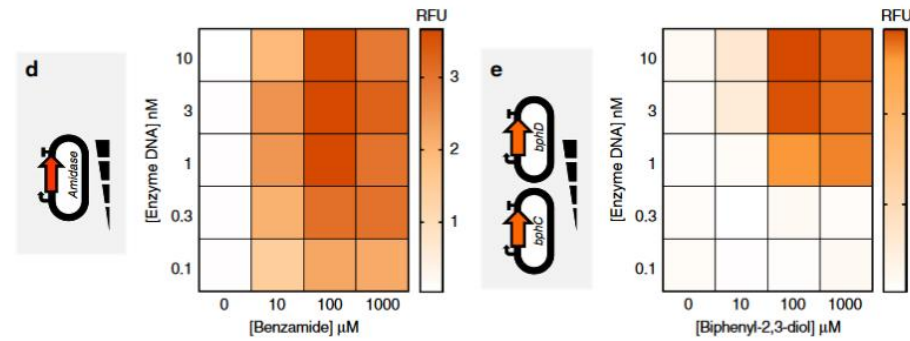 d
Amidase
RFU
3
2
1
[Enzyme DNA] nM
10
3
1
0.3
0.1
0 10 100 1000
[Benzamide] µM
e
bphD
bphC
RFU
[Enzyme DNA] nM
10
3
1
0.3
0.1
0 10 100 1000
[Biphenyl-2,3-diol] µM